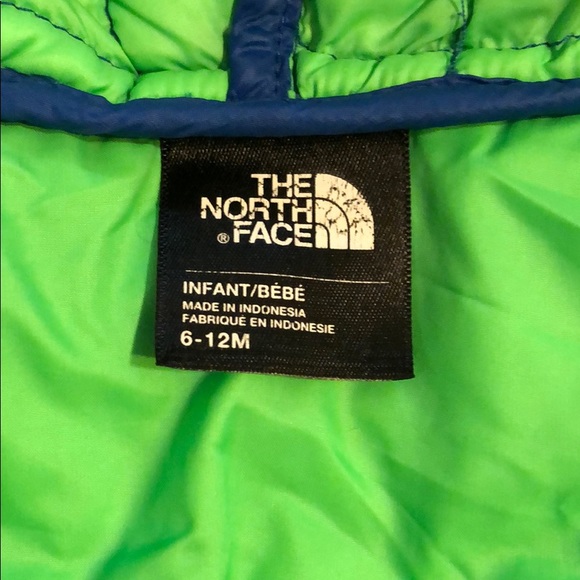 THE
NORTH
® FACE
INFANT/BÉBÉ
MADE IN INDONESIA
FABRIQUÉ EN INDONESIE
6-12M